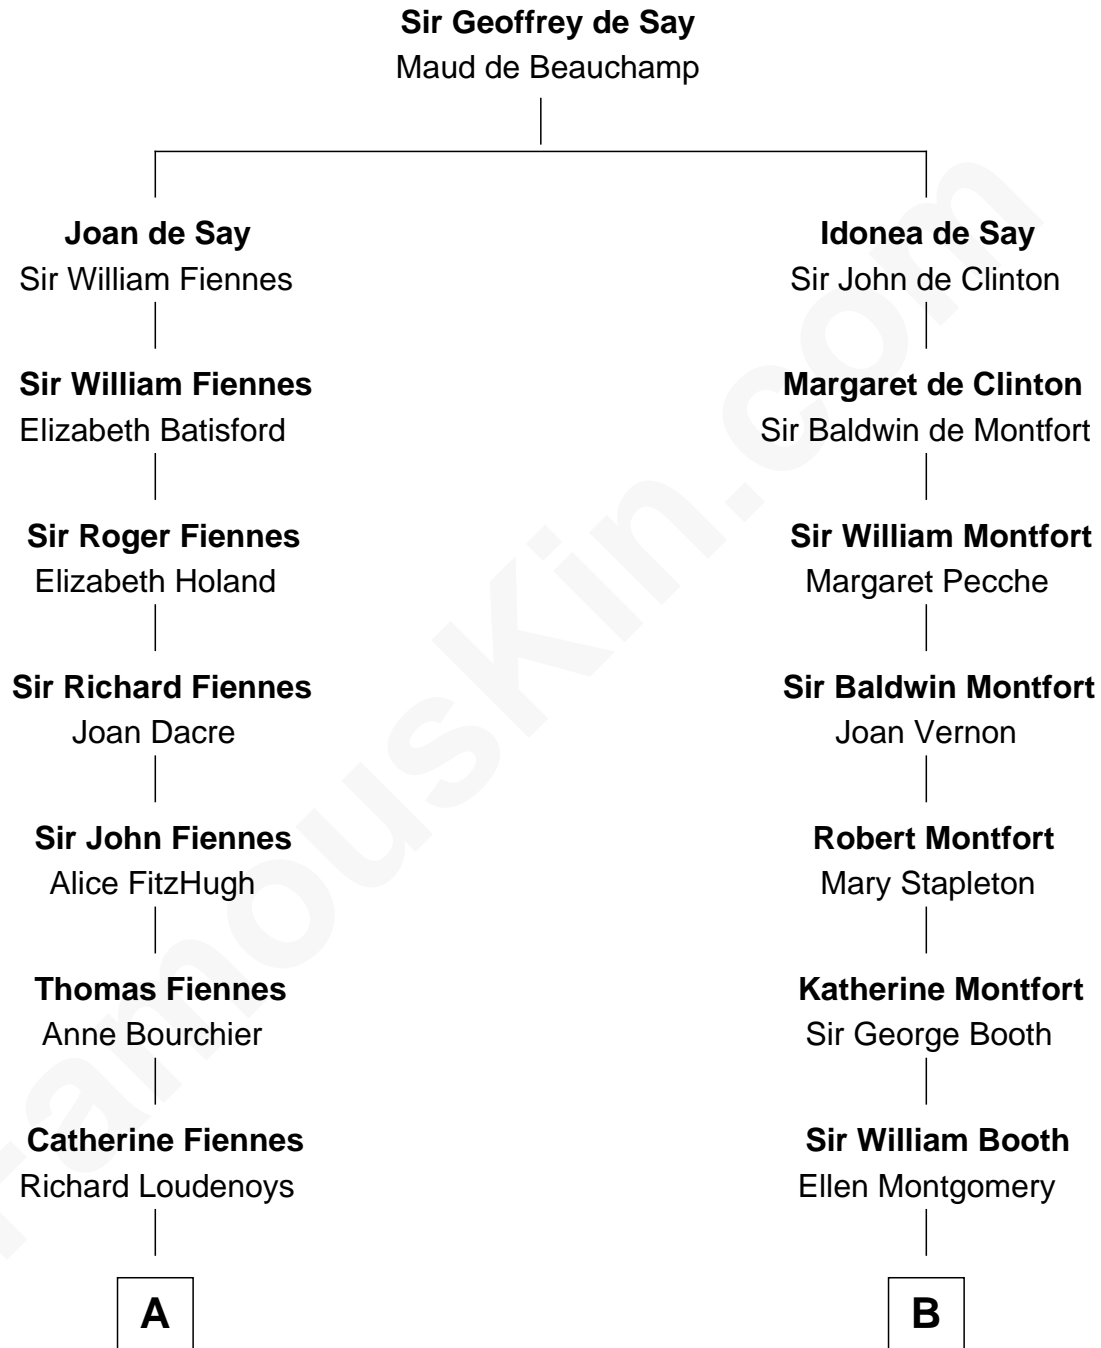 Sir Geoffrey de Say
Maud de Beauchamp
Joan de Say
Sir William Fiennes
Idonea de Say
Sir John de Clinton
Sir William Fiennes
Elizabeth Batisford
Margaret de Clinton
Sir Baldwin de Montfort
Sir Roger Fiennes
Elizabeth Holand
Sir William Montfort
Margaret Pecche
Sir Richard Fiennes
Joan Dacre
Sir Baldwin Montfort
Joan Vernon
Sir John Fiennes
Alice FitzHugh
Robert Montfort
Mary Stapleton
Thomas Fiennes
Anne Bourchier
Katherine Montfort
Sir George Booth
Catherine Fiennes
Richard Loudenoys
Sir William Booth
Ellen Montgomery
A
B
FamousKin.com